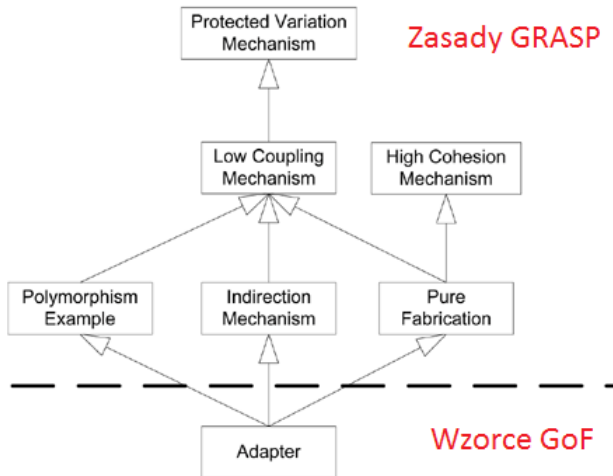 Protected Variation
Mechanism
Zasady GRASP
Low Coupling
Mechanism
High Cohesion
Mechanism
Polymorphism
Example
Indirection
Mechanism
Pure
Fabrication
Adapter
Wzorce GoF